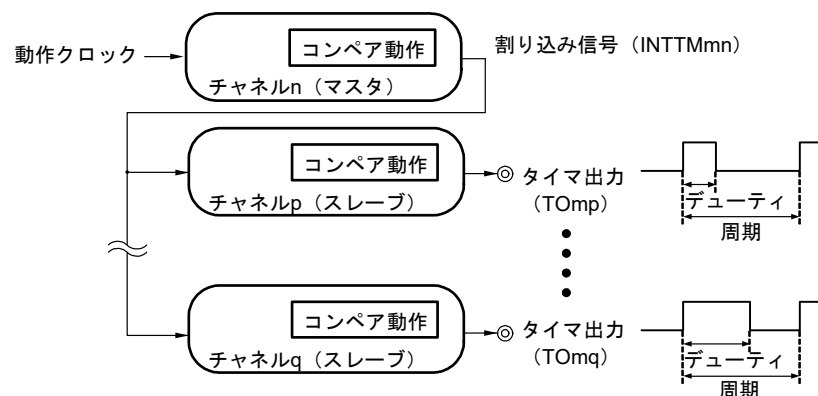 コンペア動作
動作クロック
割り込み信号（INTTMmn）
チャネルn（マスタ）
コンペア動作
チャネルp（スレーブ）
タイマ出力
（TOmp）
デューティ
周期
コンペア動作
チャネルq（スレーブ）
タイマ出力
（TOmq）
デューティ
周期